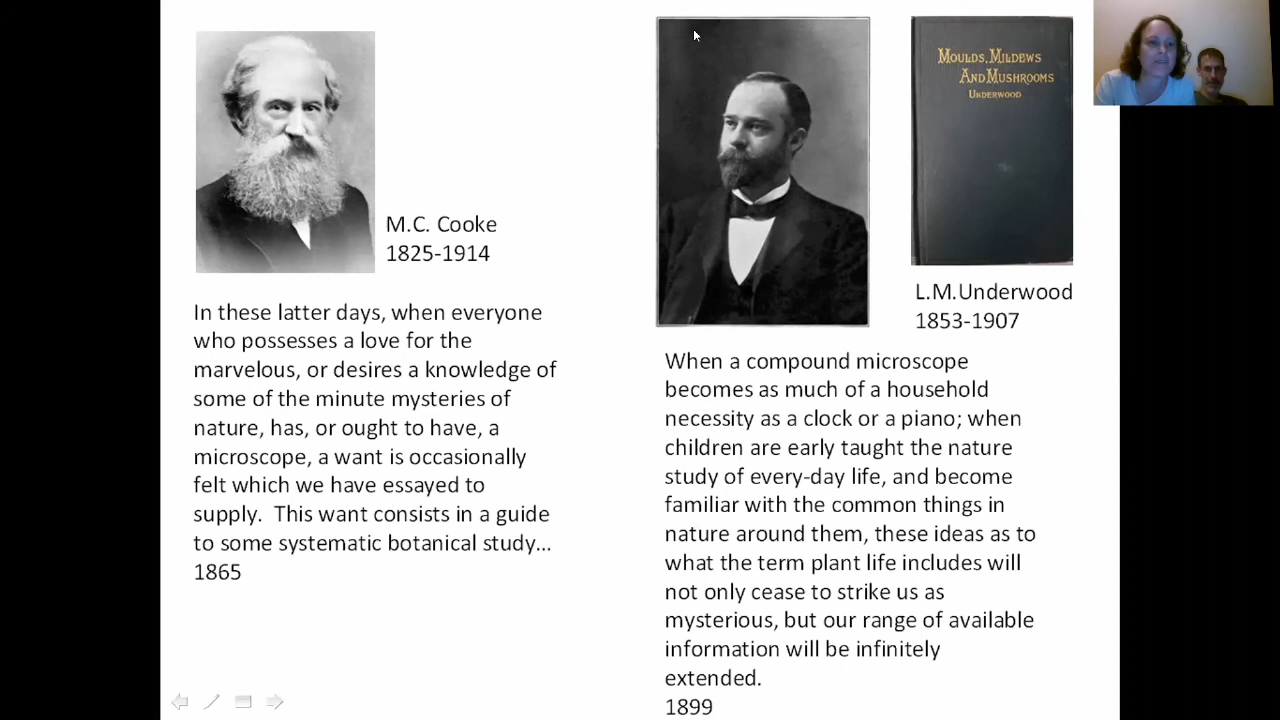 M.C. Cooke
1825-1914
In these latter days, when everyone
who possesses a love for the
marvelous, or desires a knowledge of
some of the minute mysteries of
nature, has, or ought to have, a
microscope, a want is occasionally
felt which we have essayed to
supply.  This want consists in a guide
to some systematic botanical study...
1865
MOULDS, MILDEWS
AND MUSHROOMS
UNDERWOOD
L.M.Underwood
1853-1907
When a compound microscope
becomes as much of a household
necessity as a clock or a piano; when
children are early taught the nature
study of every-day life, and become
familiar with the common things in
nature around them, these ideas as to
what the term plant life includes will
not only cease to strike us as
mysterious, but our range of available
information will be infinitely
extended.
1899